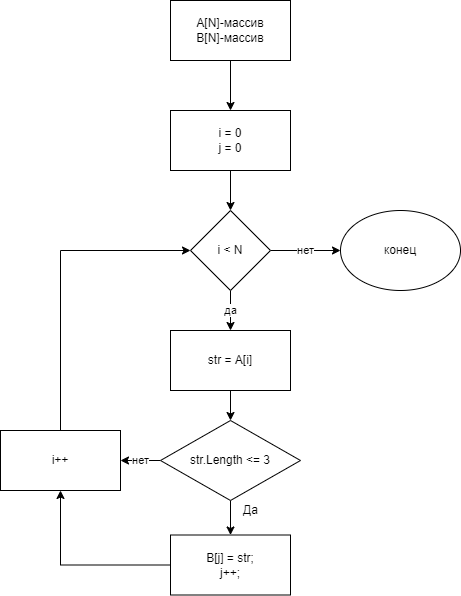 A[N]-массив
B[N]-массив
i = 0
j = 0
i < N
нет
конец
да
str = A[i]
str.Length <= 3
нет
i++
Да
B[j] = str;
j++;